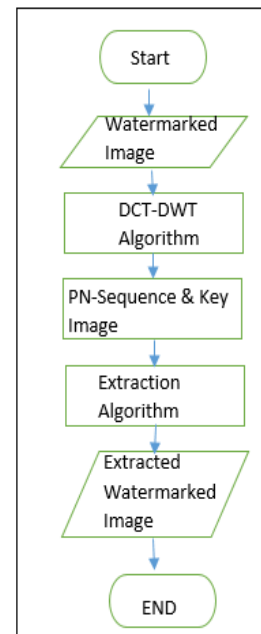 Start
Watermarked
Image
DCT-DWT
Algorithm
PN-Sequence & Key
Image
Extraction
Algorithm
Extracted
Watermarked
Image
END